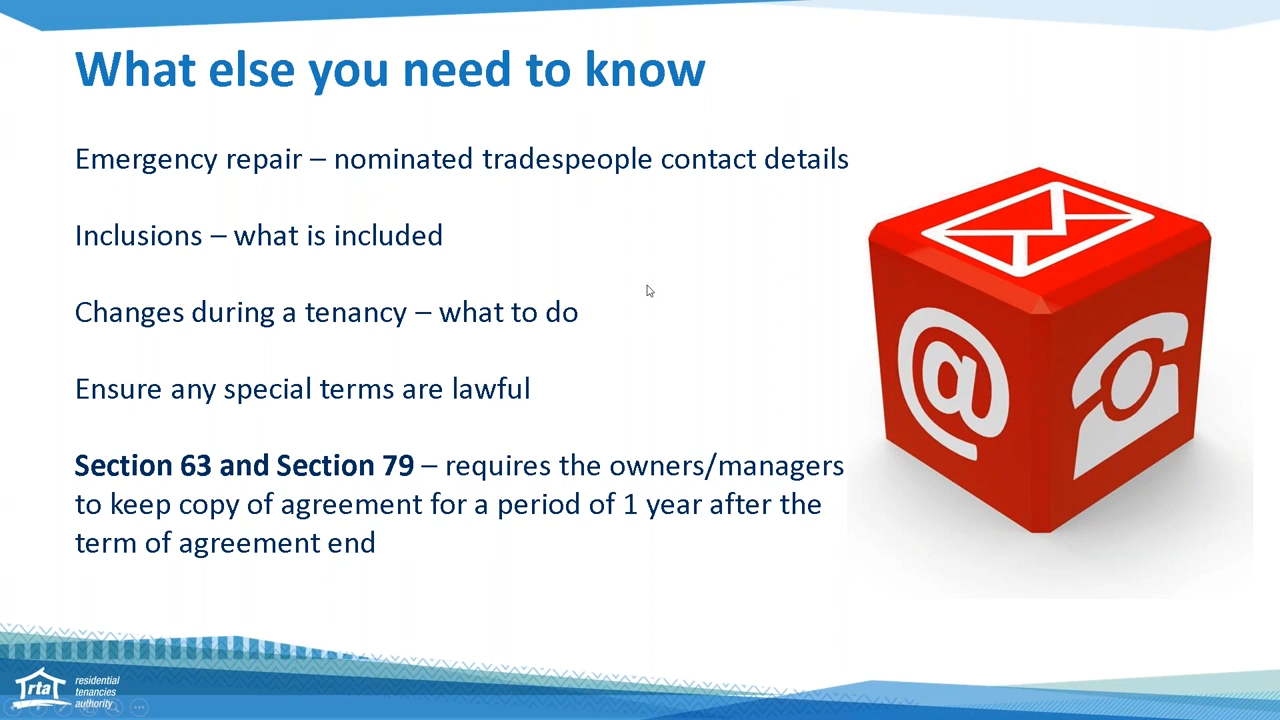 What else you need to know
Emergency repair – nominated tradespeople contact details
Inclusions – what is included
Changes during a tenancy – what to do
Ensure any special terms are lawful
Section 63 and Section 79 – requires the owners/managers
to keep copy of agreement for a period of 1 year after the
term of agreement end
@
rta
residential
tenancies
authority